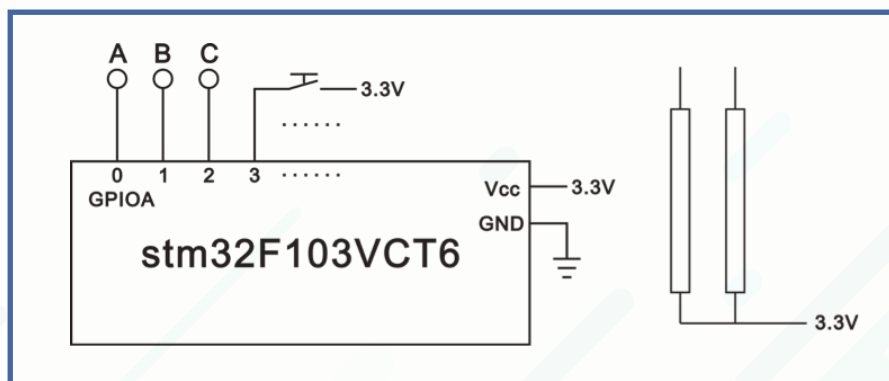 A B C
3.3V
......
0 1 2 3 ......
GPIOA
Vcc 3.3V
GND
stm32F103VCT6
3.3V